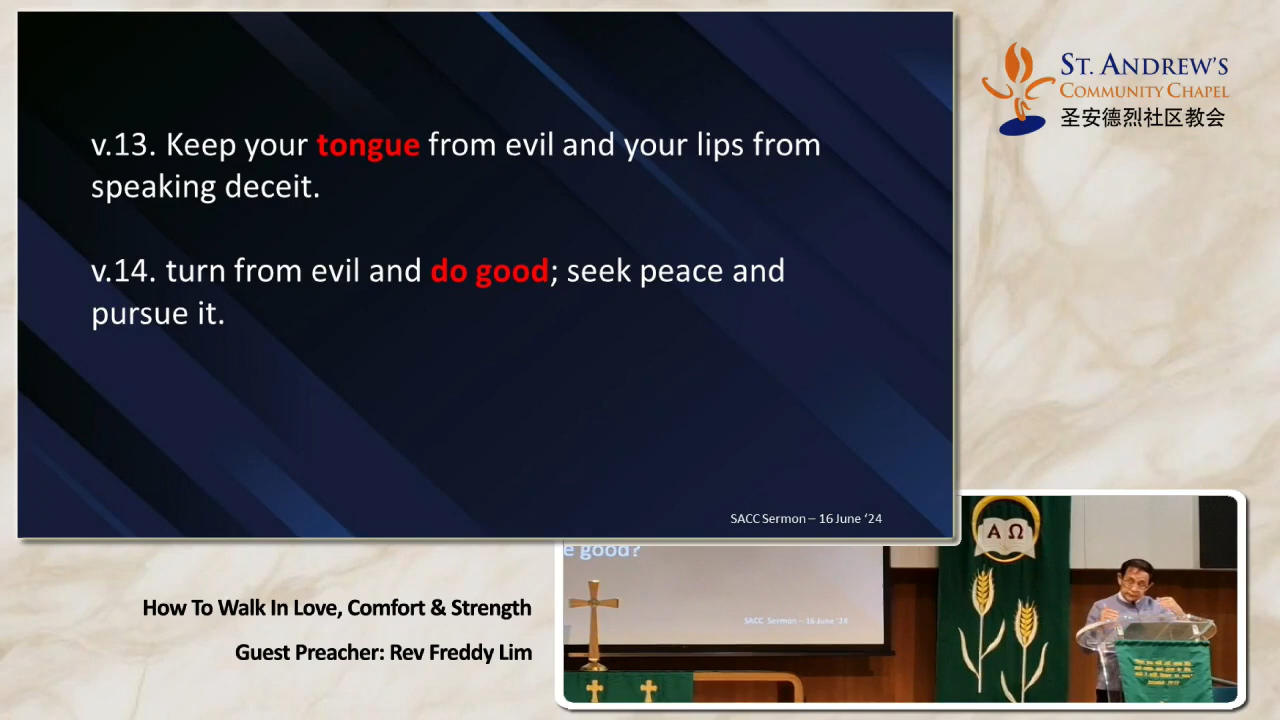 v.13. Keep your tongue from evil and your lips from
speaking deceit.
v.14. turn from evil and do good; seek peace and
pursue it.
SACC Sermon – 16 June ‘24
ST. ANDREW'S
COMMUNITY CHAPEL
圣安德烈社区教会
How To Walk In Love, Comfort & Strength
Guest Preacher: Rev Freddy Lim
e good?
SACC Sermon – 16 June ‘24
Α Ω